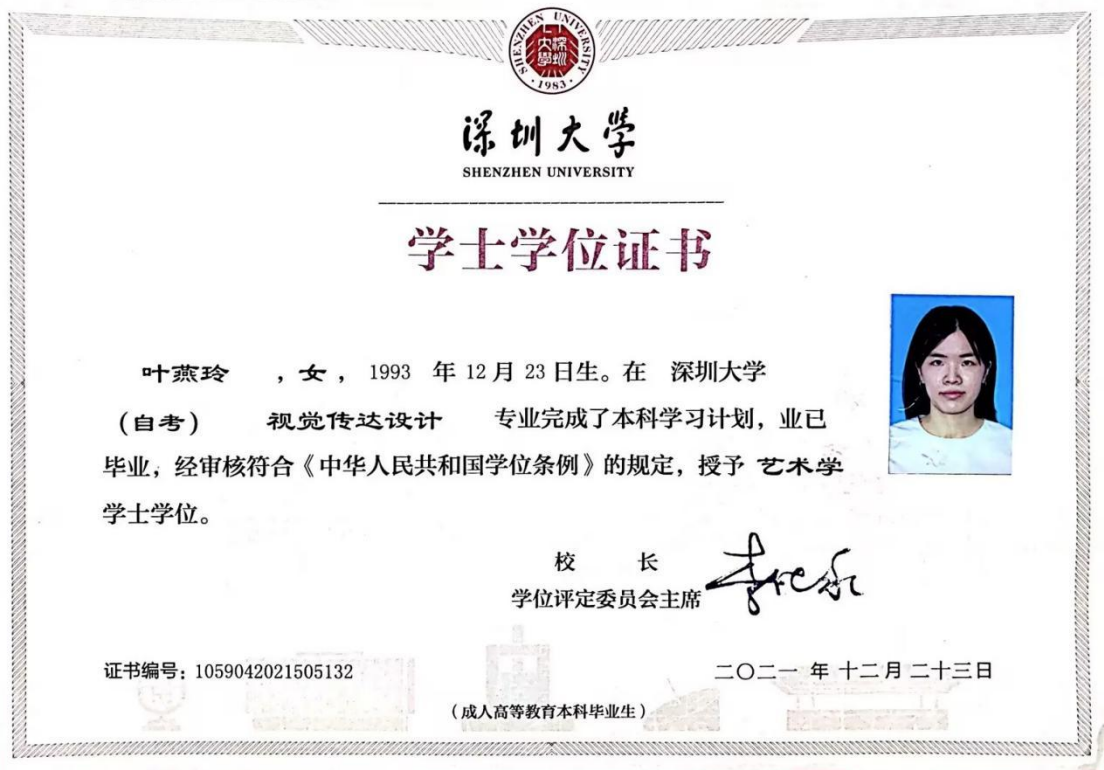 SHENZHEN UNIVERSITY
深圳大學
·1983·
深圳大学
SHENZHEN UNIVERSITY
学士学位证书
叶燕玲 ，女， 1993 年 12 月 23 日生。在 深圳大学
(自考) 视觉传达设计 专业完成了本科学习计划，业已
毕业，经审核符合《中华人民共和国学位条例》的规定，授予 艺术学
学士学位。
校 长
学位评定委员会主席
证书编号：1059042021505132
二〇二一 年 十二月 二十三日
（成人高等教育本科毕业生）